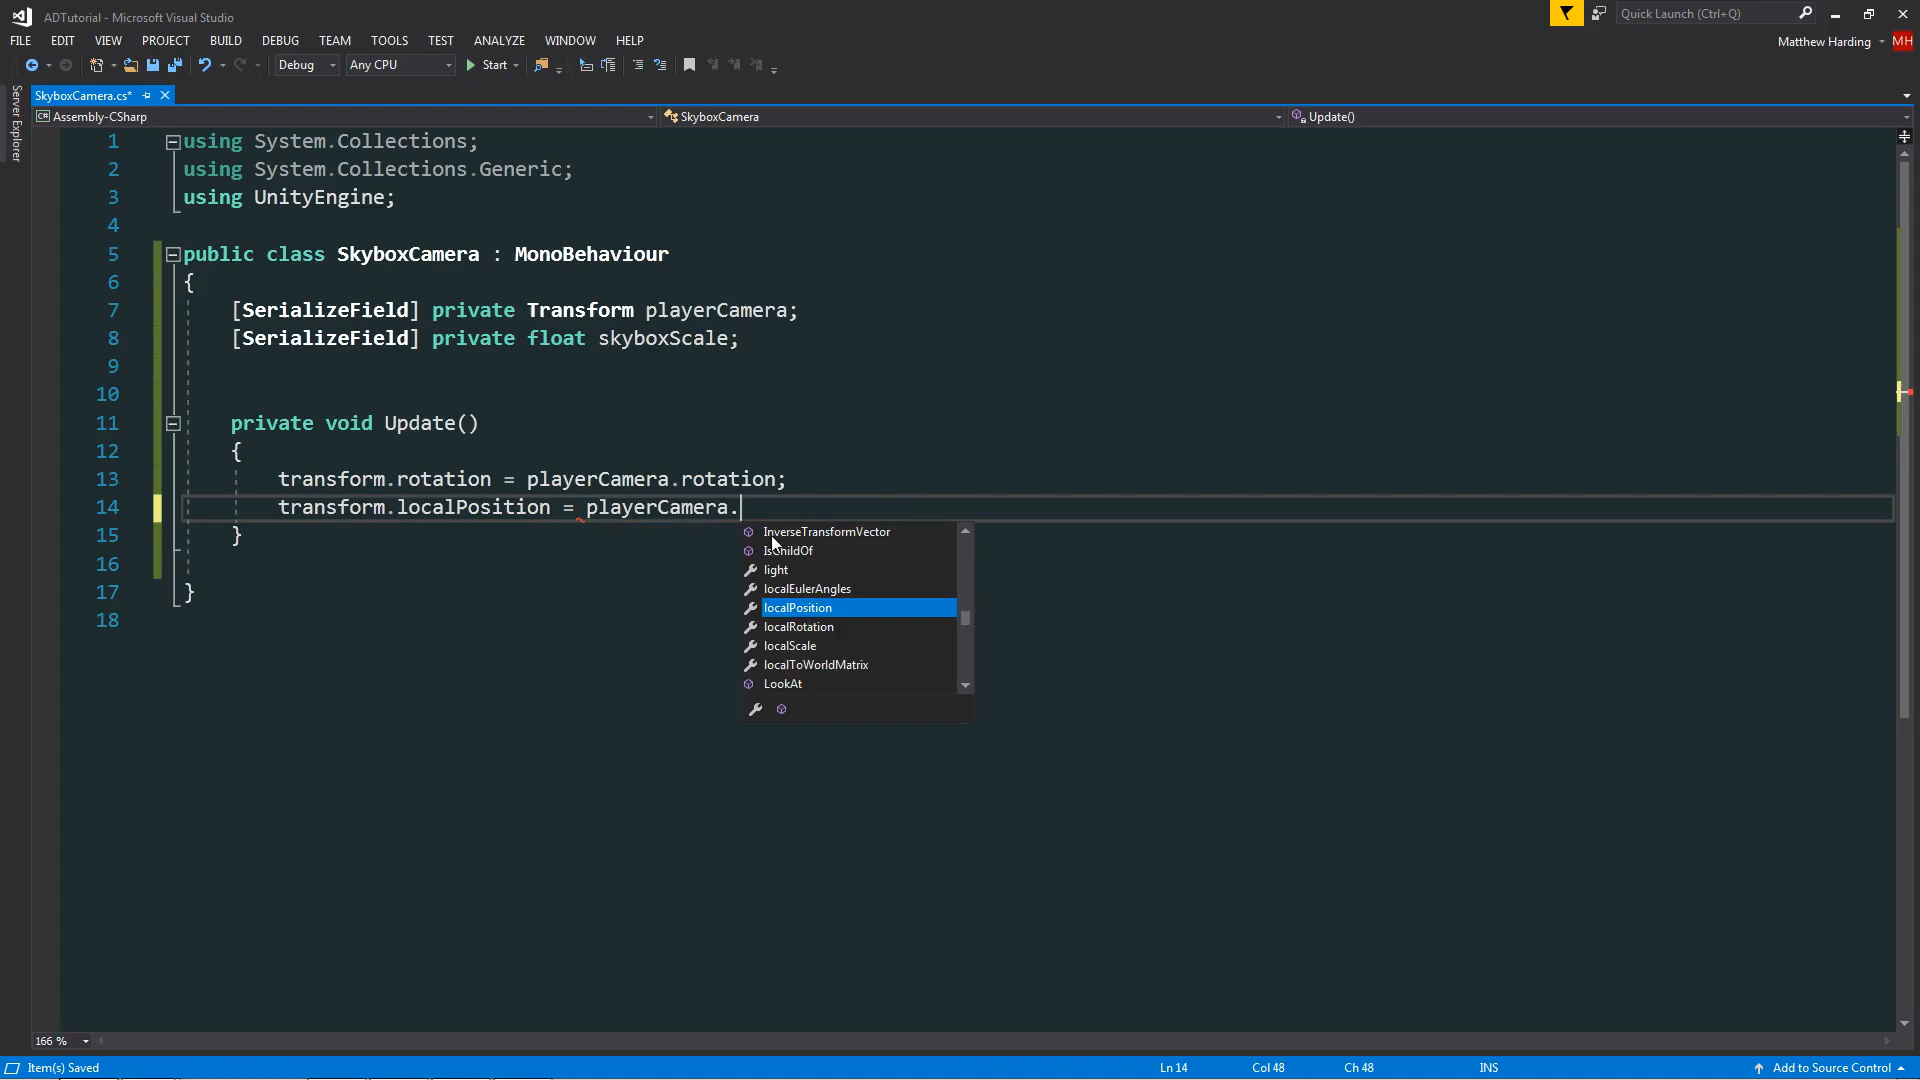 ADTutorial - Microsoft Visual Studio
Quick Launch (Ctrl+Q)
FILE EDIT VIEW PROJECT BUILD DEBUG TEAM TOOLS TEST ANALYZE WINDOW HELP
Matthew Harding MH
Debug Any CPU Start
Server Explorer
SkyboxCamera.cs*
Assembly-CSharp SkyboxCamera Update()
1 using System.Collections;
2 using System.Collections.Generic;
3 using UnityEngine;
4
5 public class SkyboxCamera : MonoBehaviour
6 {
7 [SerializeField] private Transform playerCamera;
8 [SerializeField] private float skyboxScale;
9
10
11 private void Update()
12 {
13 transform.rotation = playerCamera.rotation;
14 transform.localPosition = playerCamera.
InverseTransformVector
15 }
IsChildOf
16
light
localEulerAngles
17 }
localPosition
18
localRotation
localScale
localToWorldMatrix
LookAt
166 %
Item(s) Saved Ln 14 Col 48 Ch 48 INS Add to Source Control